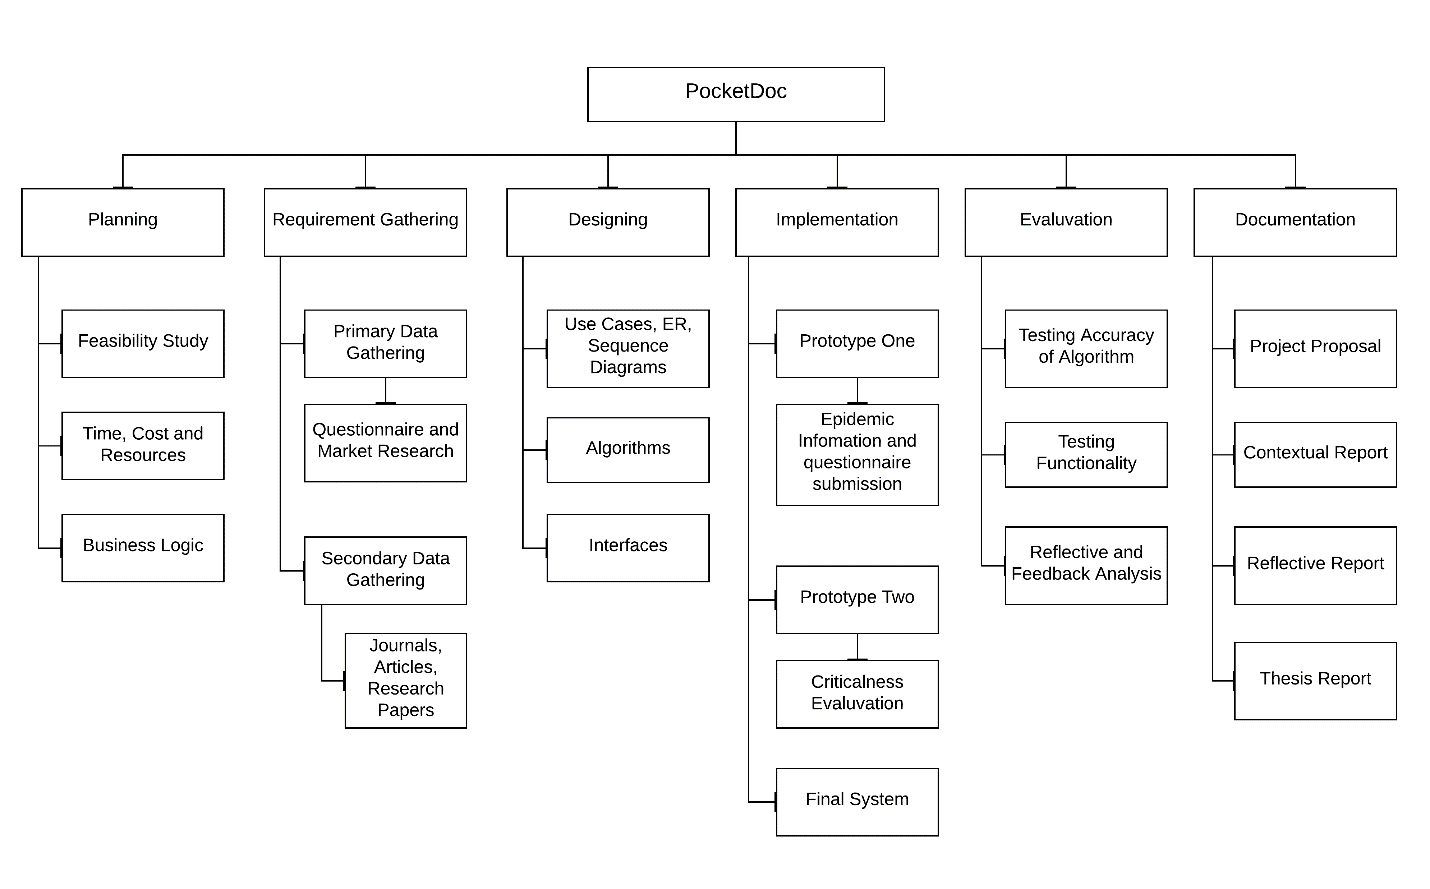 PocketDoc
Planning
Requirement Gathering
Designing
Implementation
Evaluvation
Documentation
Feasibility Study
Time, Cost and
Resources
Business Logic
Primary Data
Gathering
Questionnaire and
Market Research
Secondary Data
Gathering
Journals,
Articles,
Research
Papers
Use Cases, ER,
Sequence
Diagrams
Algorithms
Interfaces
Prototype One
Epidemic
Infomation and
questionnaire
submission
Prototype Two
Criticalness
Evaluvation
Final System
Testing Accuracy
of Algorithm
Testing
Functionality
Reflective and
Feedback Analysis
Project Proposal
Contextual Report
Reflective Report
Thesis Report